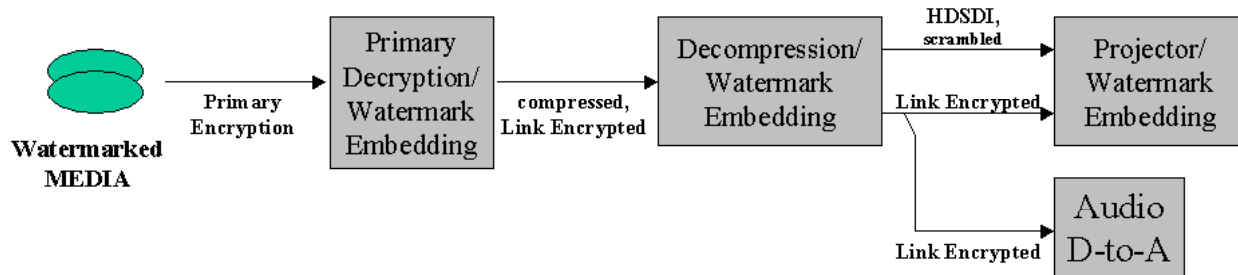 Watermarked
MEDIA
Primary
Encryption
Primary
Decryption/
Watermark
Embedding
compressed,
Link Encrypted
Decompression/
Watermark
Embedding
HDSDI,
scrambled
Link Encrypted
Projector/
Watermark
Embedding
Link Encrypted
Audio
D-to-A